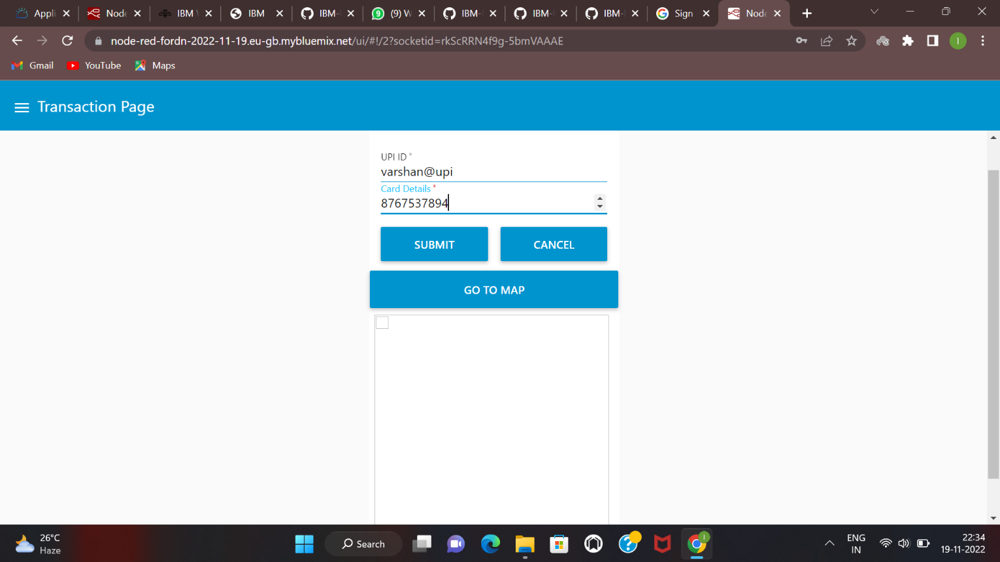 Appli
Node
IBM W
IBM
IBM-
(9) W
IBM-
IBM-
IBM-
Sign
Node
node-red-fordn-2022-11-19.eu-gb.mybluemix.net/ui/#!/2?socketid=rkScRRN4f9g-5bmVAAAE
I
Gmail
YouTube
Maps
Transaction Page
UPI ID *
varshan@upi
Card Details *
8767537894
SUBMIT
CANCEL
GO TO MAP
26°C
Haze
Search
ENG
IN
22:34
19-11-2022